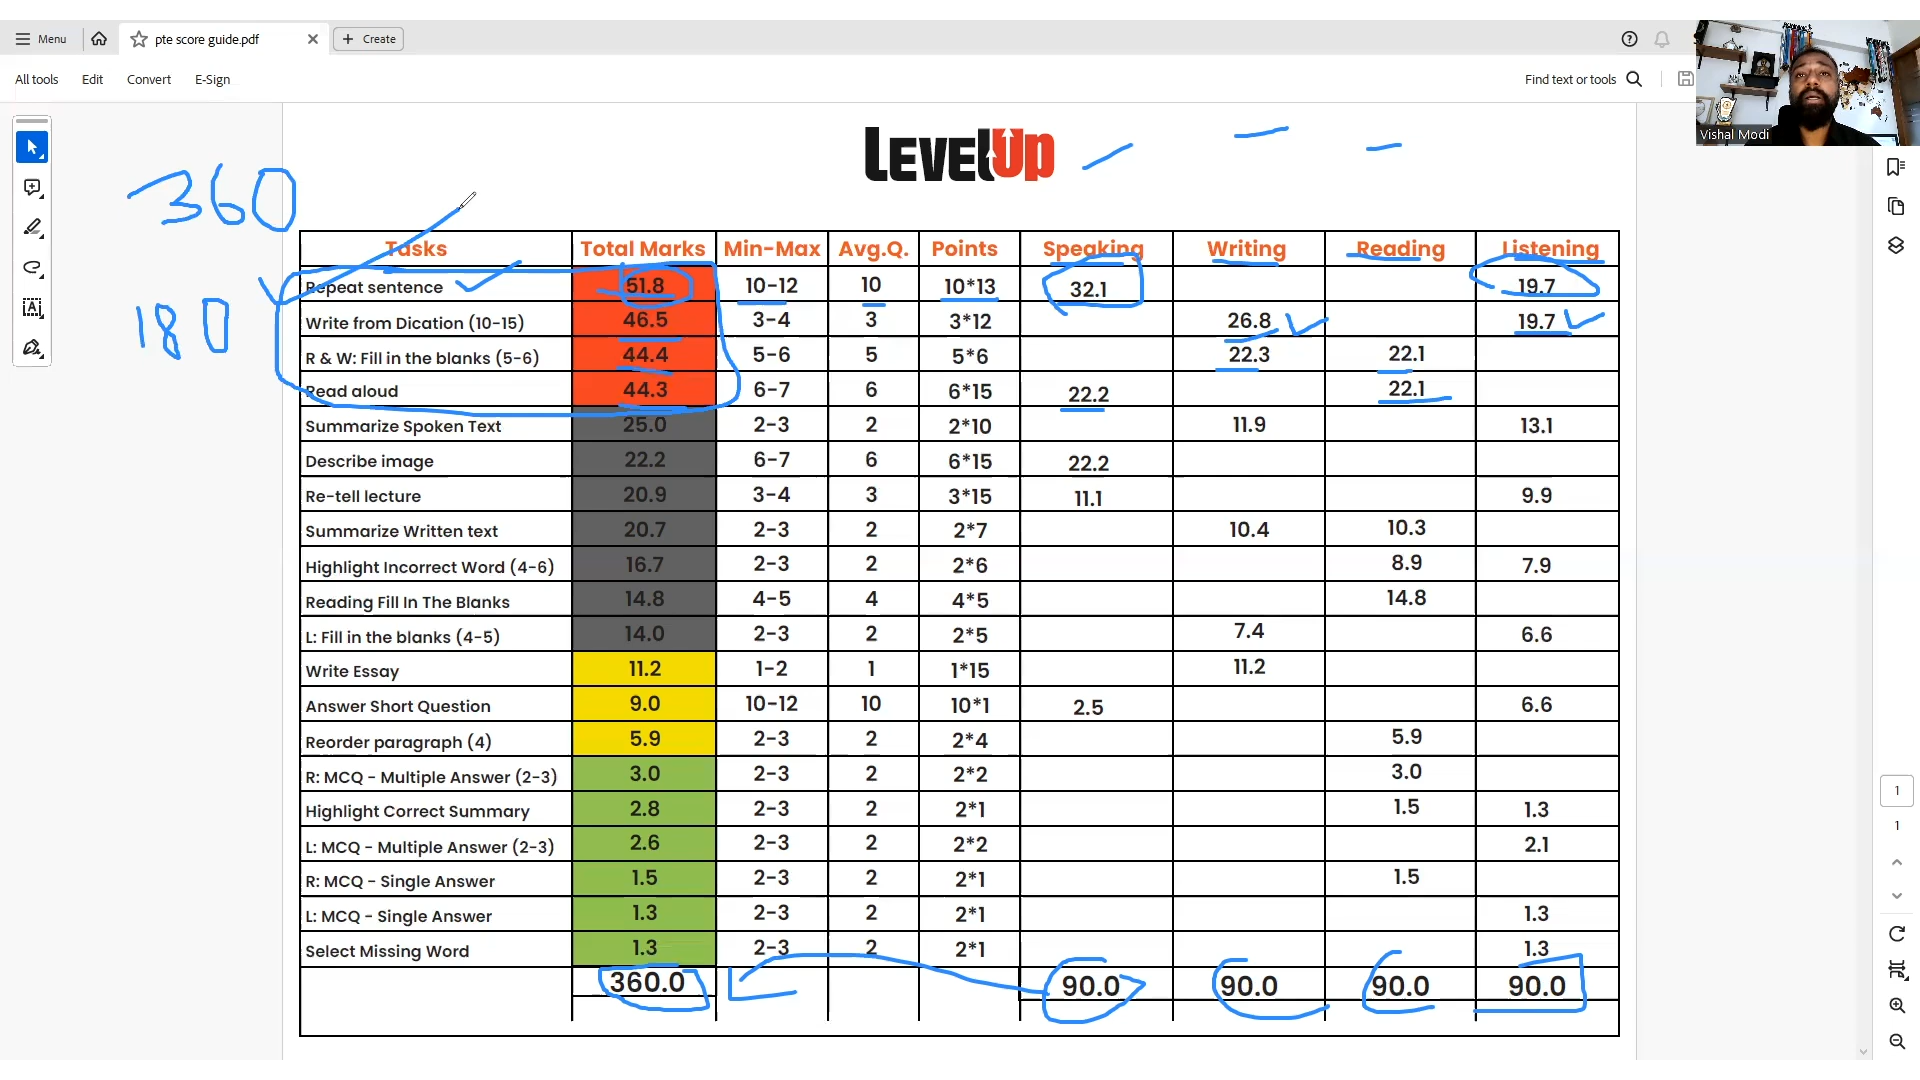 Menu pte score guide.pdf Create
All tools Edit Convert E-Sign Find text or tools
Vishal Modi
LEVELUp
360
180
Tasks Total Marks Min-Max Avg.Q. Points Speaking Writing Reading Listening
Repeat sentence 51.8 10-12 10 10*13 32.1 19.7
Write from Dication (10-15) 46.5 3-4 3 3*12 26.8 19.7
R & W: Fill in the blanks (5-6) 44.4 5-6 5 5*6 22.3 22.1
Read aloud 44.3 6-7 6 6*15 22.2 22.1
Summarize Spoken Text 25.0 2-3 2 2*10 11.9 13.1
Describe image 22.2 6-7 6 6*15 22.2
Re-tell lecture 20.9 3-4 3 3*15 11.1 9.9
Summarize Written text 20.7 2-3 2 2*7 10.4 10.3
Highlight Incorrect Word (4-6) 16.7 2-3 2 2*6 8.9 7.9
Reading Fill In The Blanks 14.8 4-5 4 4*5 14.8
L: Fill in the blanks (4-5) 14.0 2-3 2 2*5 7.4 6.6
Write Essay 11.2 1-2 1 1*15 11.2
Answer Short Question 9.0 10-12 10 10*1 2.5 6.6
Reorder paragraph (4) 5.9 2-3 2 2*4 5.9
R: MCQ - Multiple Answer (2-3) 3.0 2-3 2 2*2 3.0
Highlight Correct Summary 2.8 2-3 2 2*1 1.5 1.3
L: MCQ - Multiple Answer (2-3) 2.6 2-3 2 2*2 2.1
R: MCQ - Single Answer 1.5 2-3 2 2*1 1.5
L: MCQ - Single Answer 1.3 2-3 2 2*1 1.3
Select Missing Word 1.3 2-3 2 2*1 1.3
360.0 90.0 90.0 90.0 90.0
1
1